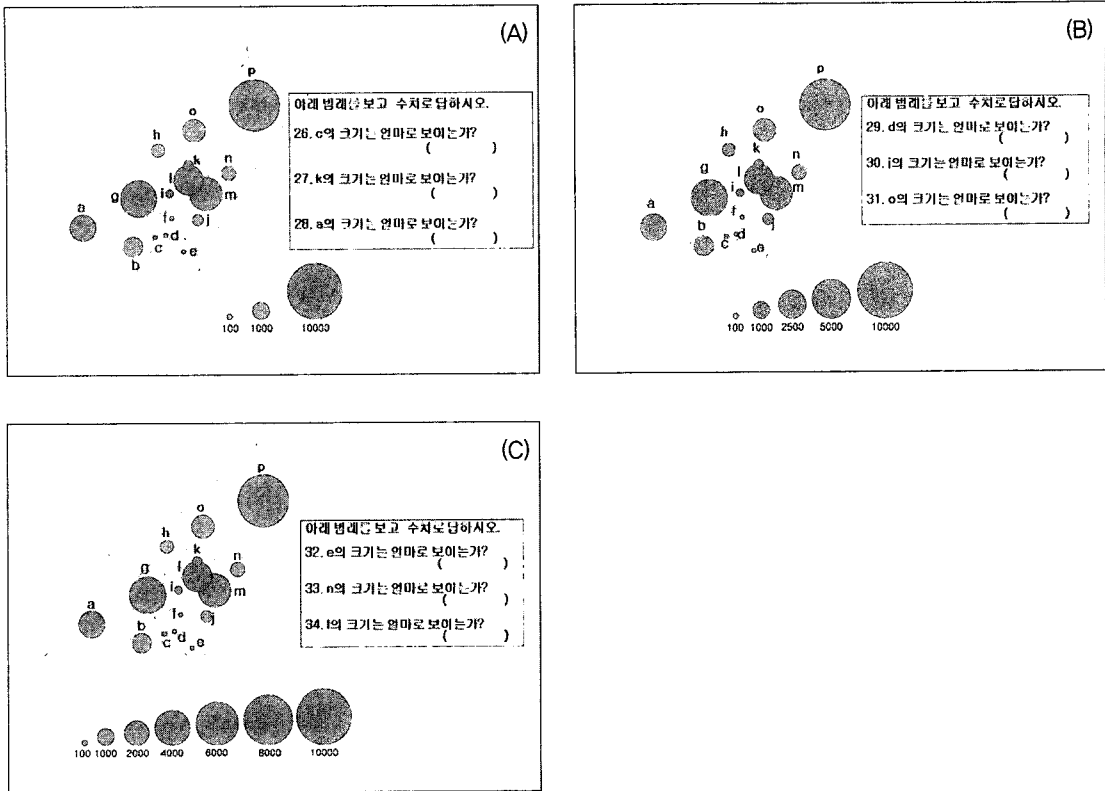 (A)
p
o
h
k
n
l
i
g
m
a
f
j
c d
e
b
아래 범례를 보고 수치로 답하시오.
26. c의 크기는 얼마로 보이는가?
( )
27. k의 크기는 얼마로 보이는가?
( )
28. a의 크기는 얼마로 보이는가?
( )
100 1000 10000
(B)
p
o
h
k
n
l
i
g
m
a
f
j
b
c d
e
아래 범례를 보고 수치로 답하시오.
29. d의 크기는 얼마로 보이는가?
( )
30. i의 크기는 얼마로 보이는가?
( )
31. o의 크기는 얼마로 보이는가?
( )
100 1000 2500 5000 10000
(C)
p
o
h
k
n
l
g
i
m
a
f
j
b
c d
e
아래 범례를 보고 수치로 답하시오.
32. e의 크기는 얼마로 보이는가?
( )
33. n의 크기는 얼마로 보이는가?
( )
34. l의 크기는 얼마로 보이는가?
( )
100 1000 2000 4000 6000 8000 10000